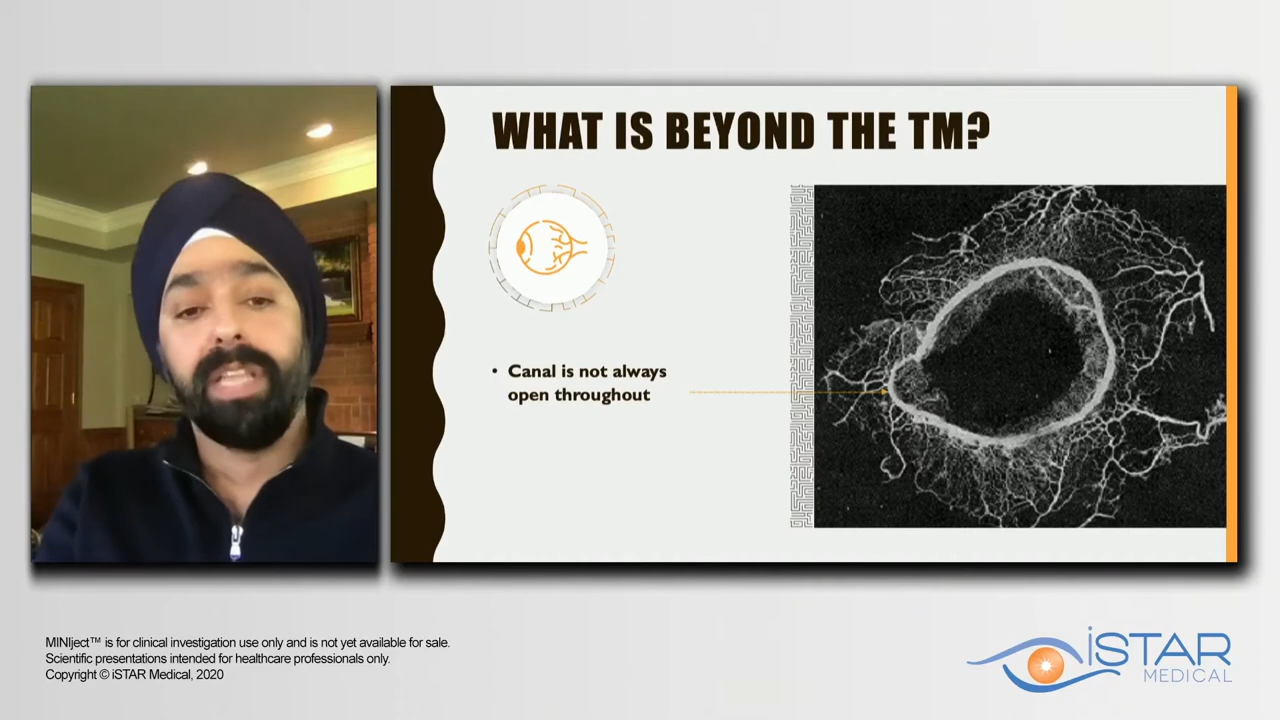 WHAT IS BEYOND THE TM?
• Canal is not always
open throughout
MINIject™ is for clinical investigation use only and is not yet available for sale.
Scientific presentations intended for healthcare professionals only.
Copyright © iSTAR Medical, 2020
iSTAR
MEDICAL